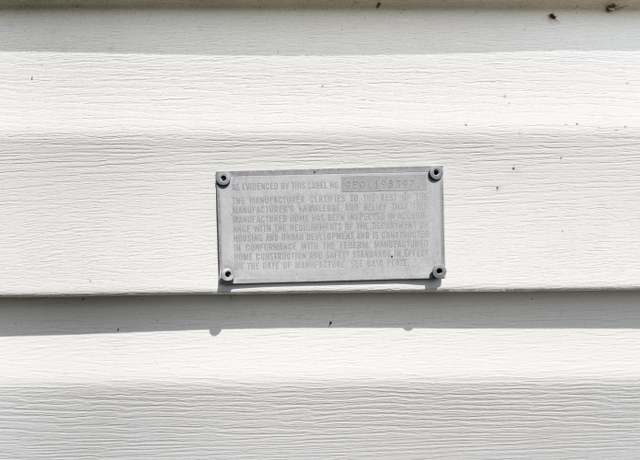 AS EVIDENCED BY THIS LABEL NO.
THE MANUFACTURER CERTIFIES TO THE BEST OF THE
MANUFACTURER'S KNOWLEDGE AND BELIEF THAT THIS
MANUFACTURED HOME HAS BEEN INSPECTED IN ACCORD-
ANCE WITH THE REQUIREMENTS OF THE DEPARTMENT OF
HOUSING AND URBAN DEVELOPMENT AND IS CONSTRUCTED
IN CONFORMANCE WITH THE FEDERAL MANUFACTURED
HOME CONSTRUCTION AND SAFETY STANDARDS IN EFFECT
ON THE DATE OF MANUFACTURE. SEE DATA PLATE.